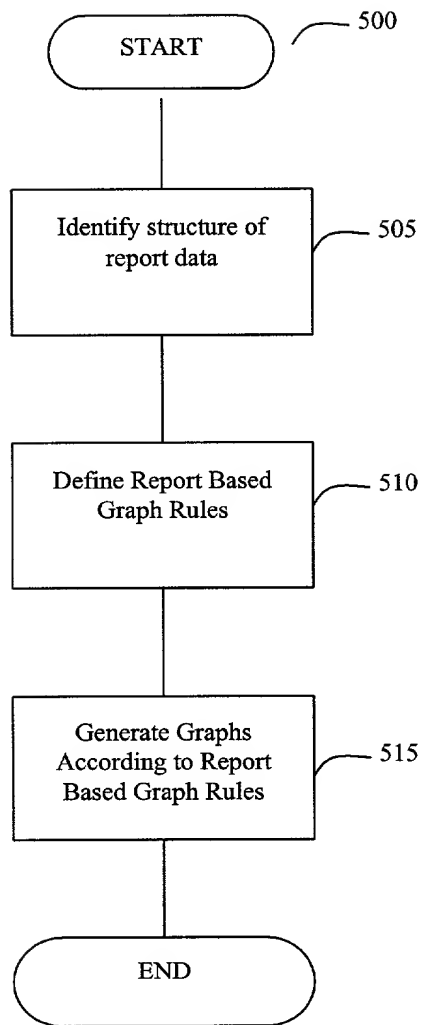 START
500
Identify structure of
report data
505
Define Report Based
Graph Rules
510
Generate Graphs
According to Report
Based Graph Rules
515
END